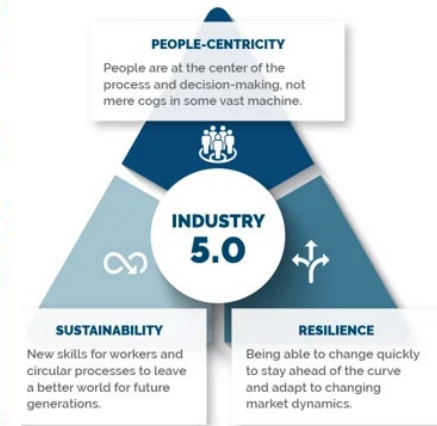 PEOPLE-CENTRICITY
People are at the center of the
process and decision-making, not
mere cogs in some vast machine.
INDUSTRY
5.0
SUSTAINABILITY
New skills for workers and
circular processes to leave
a better world for future
generations.
RESILIENCE
Being able to change quickly
to stay ahead of the curve
and adapt to changing
market dynamics.